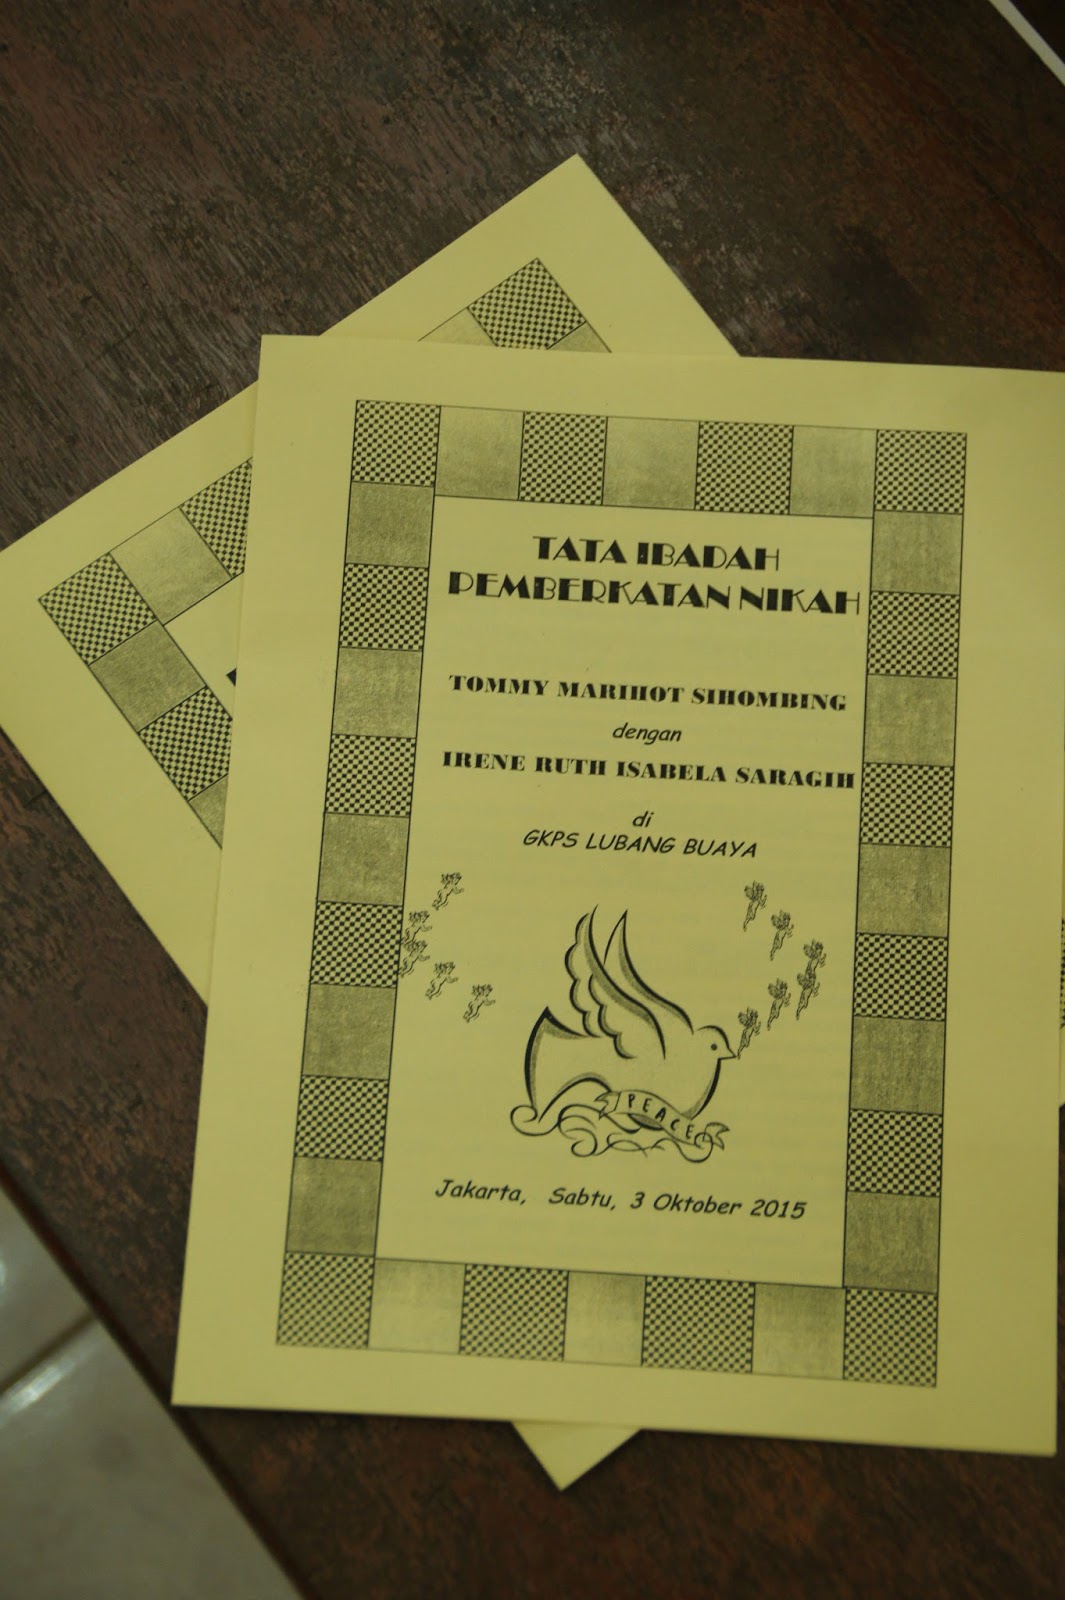 TATA IBADAH
PEMBERKATAN NIKAH
TOMMY MARIHOT SIHOMBING
dengan
IRENE RUTH ISABELA SARAGIH
di
GKPS LUBANG BUAYA
PEACE
Jakarta, Sabtu, 3 Oktober 2015